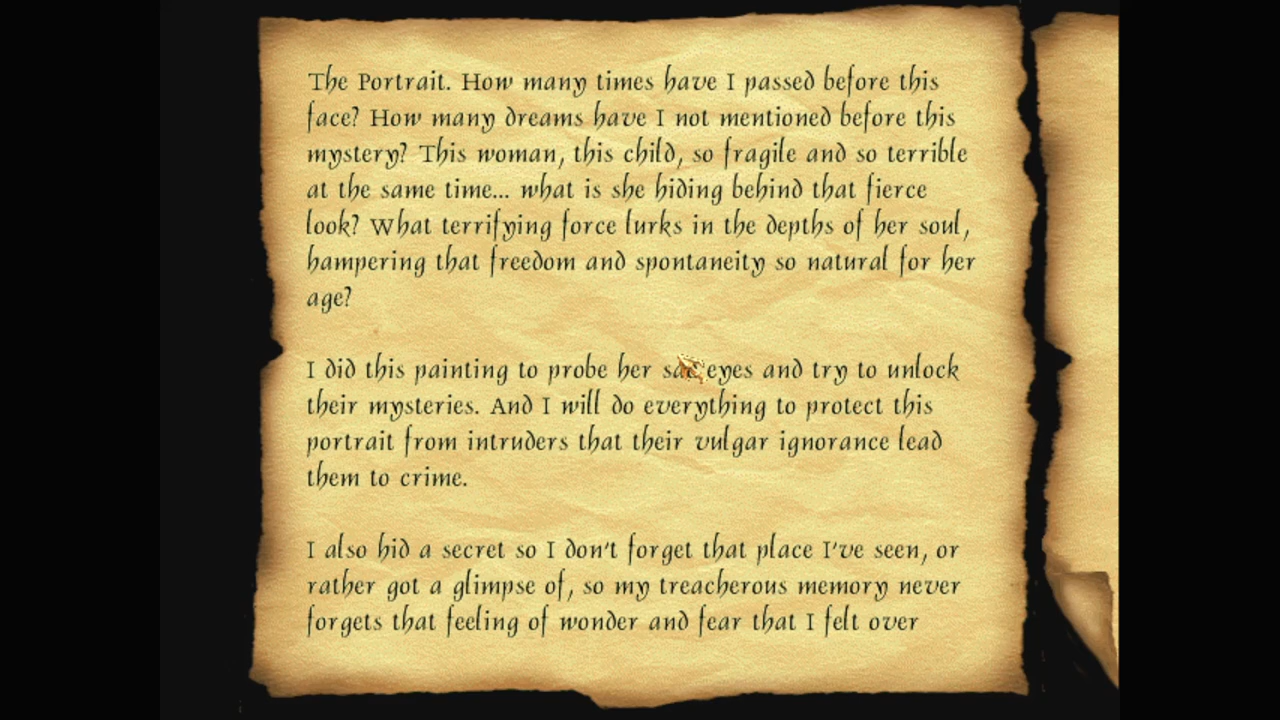 The Portrait. How many times have I passed before this
face? How many dreams have I not mentioned before this
mystery? This woman, this child, so fragile and so terrible
at the same time... what is she hiding behind that fierce
look? What terrifying force lurks in the depths of her soul,
hampering that freedom and spontaneity so natural for her
age?
I did this painting to probe her eyes and try to unlock
their mysteries. And I will do everything to protect this
portrait from intruders that their vulgar ignorance lead
them to crime.
I also hid a secret so I don't forget that place I've seen, or
rather got a glimpse of, so my treacherous memory never
forgets that feeling of wonder and fear that I felt over